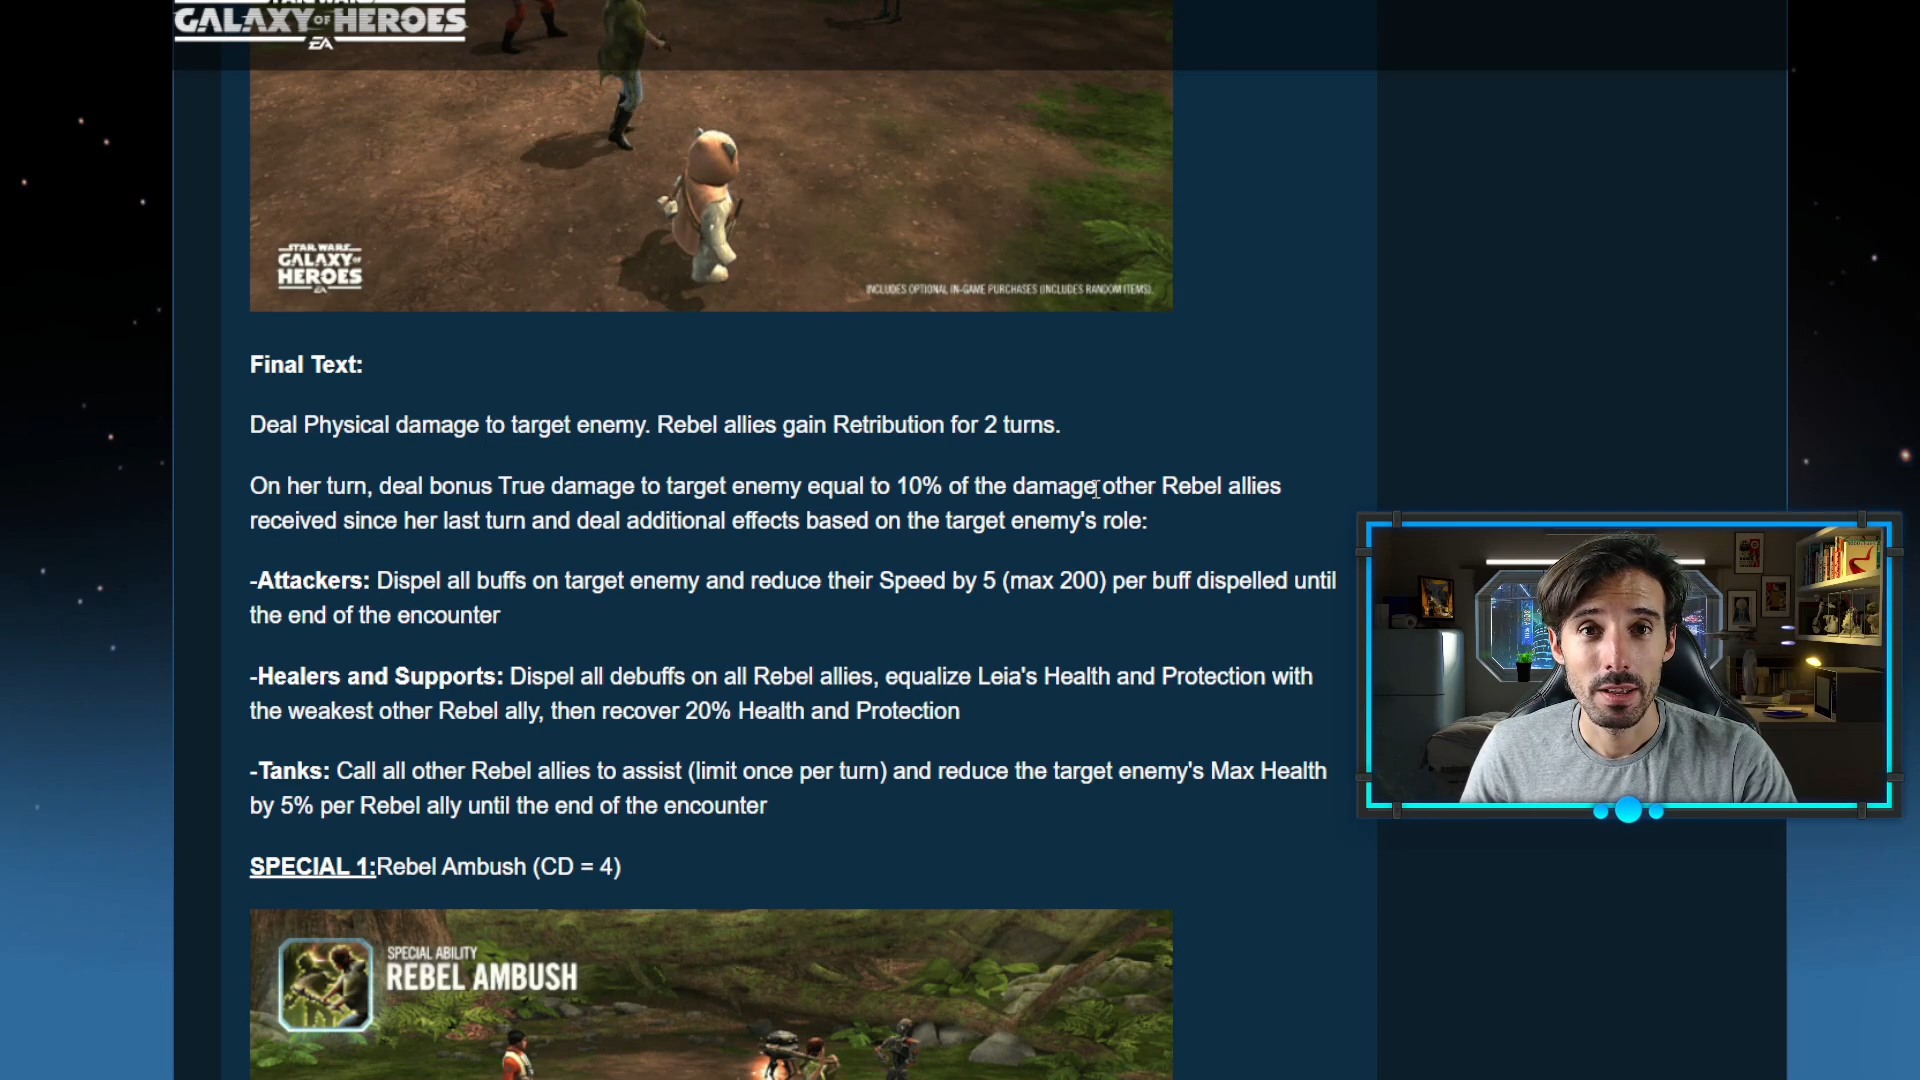 GALAXY OF HEROES
EA
STAR WARS
GALAXY OF
HEROES
EA
INCLUDES OPTIONAL IN-GAME PURCHASES (INCLUDES RANDOM ITEMS).
Final Text:
Deal Physical damage to target enemy. Rebel allies gain Retribution for 2 turns.
On her turn, deal bonus True damage to target enemy equal to 10% of the damage other Rebel allies
received since her last turn and deal additional effects based on the target enemy's role:
-Attackers: Dispel all buffs on target enemy and reduce their Speed by 5 (max 200) per buff dispelled until
the end of the encounter
-Healers and Supports: Dispel all debuffs on all Rebel allies, equalize Leia's Health and Protection with
the weakest other Rebel ally, then recover 20% Health and Protection
-Tanks: Call all other Rebel allies to assist (limit once per turn) and reduce the target enemy's Max Health
by 5% per Rebel ally until the end of the encounter
SPECIAL 1:Rebel Ambush (CD = 4)
SPECIAL ABILITY
REBEL AMBUSH